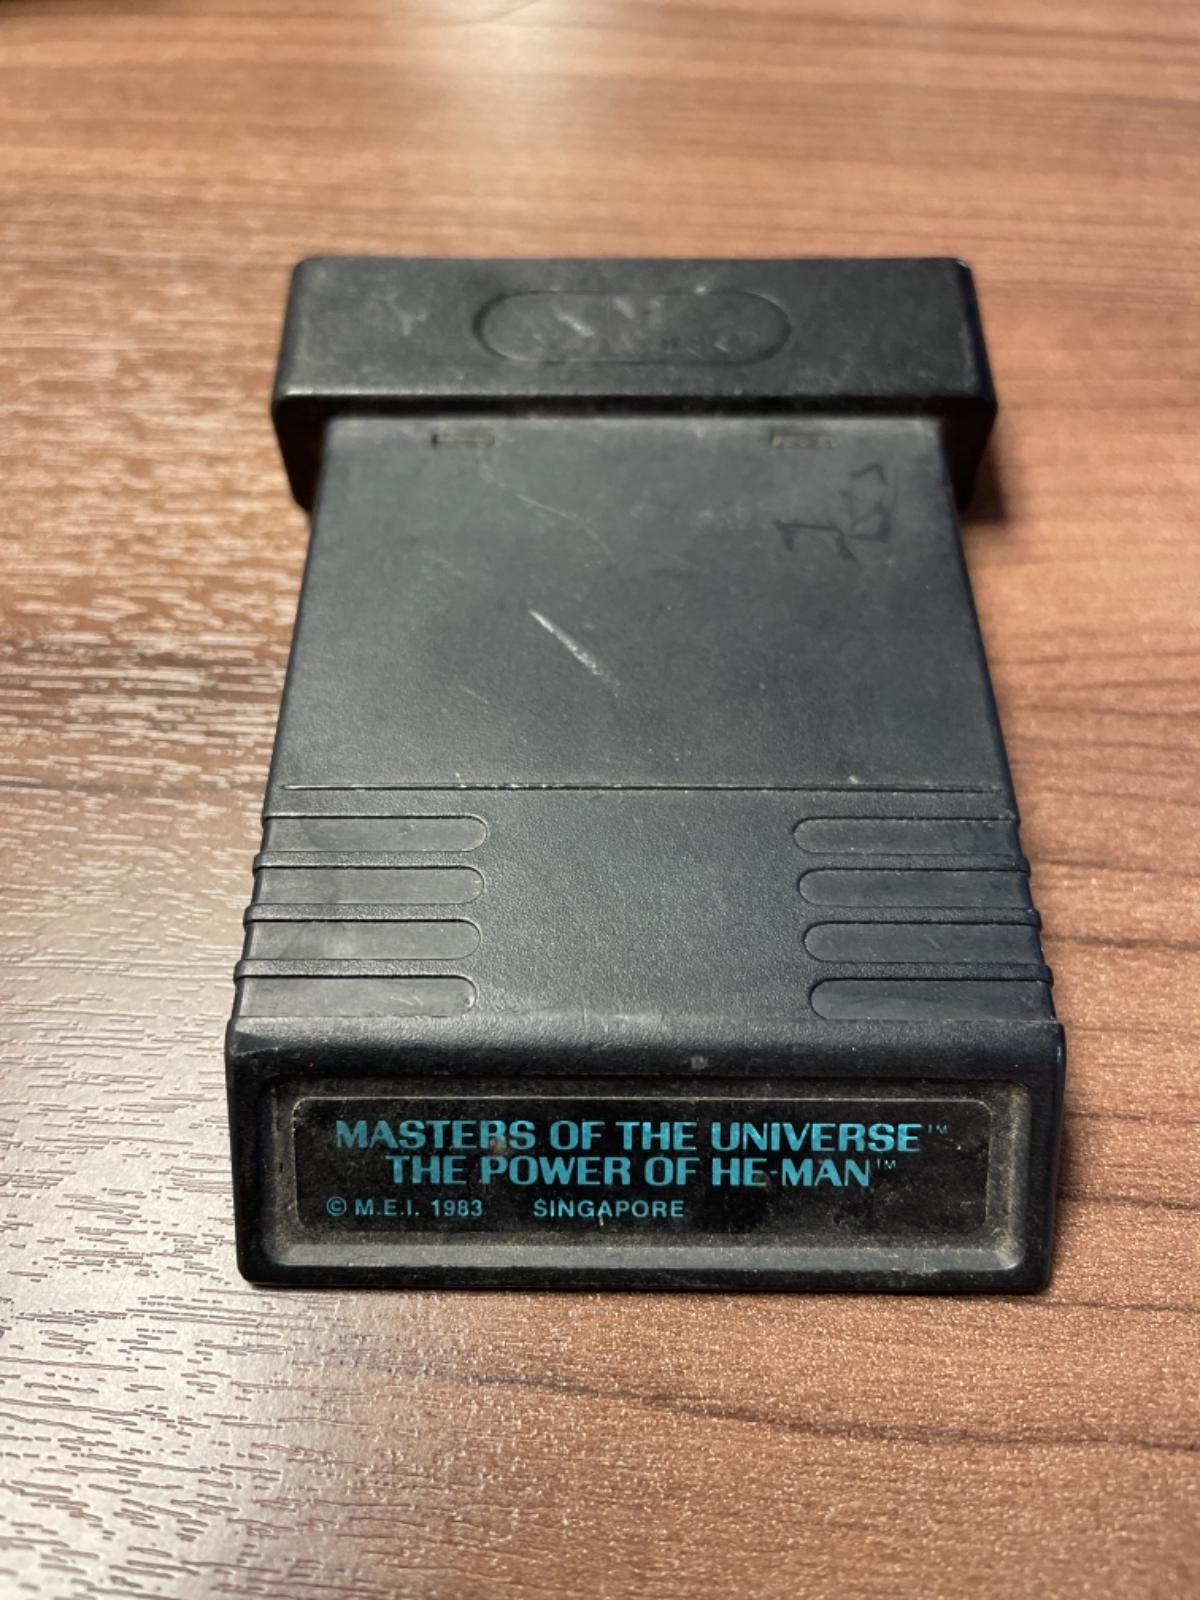 MASTERS OF THE UNIVERSE™
THE POWER OF HE-MAN™
© M.E.I. 1983 SINGAPORE